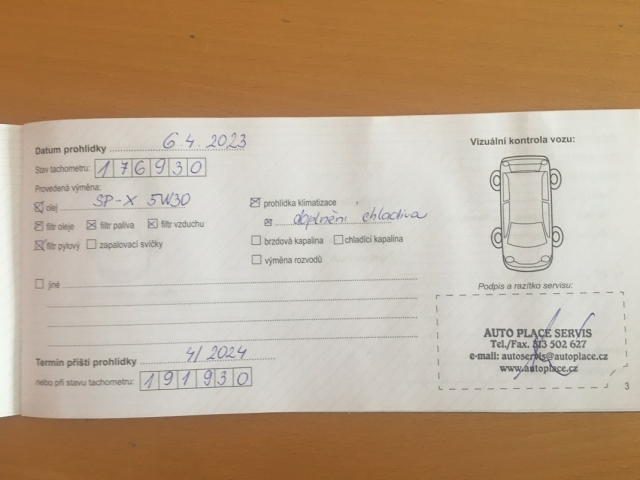 Datum prohlídky 6.4.2023
Stav tachometru: 176930
Provedená výměna:
olej SP-X 5W30
filtr oleje filtr paliva filtr vzduchu
filtr pylový zapalovací svíčky
prohlídka klimatizace
doplnění chladiva
brzdová kapalina chladící kapalina
výměna rozvodů
jiné
Termín příští prohlídky 4/2024
nebo při stavu tachometru: 191930
Vizuální kontrola vozu:
Podpis a razítko servisu:
AUTO PLACE SERVIS
Tel./Fax. 313 502 627
e-mail: autoservis@autoplace.cz
www.autoplace.cz
3